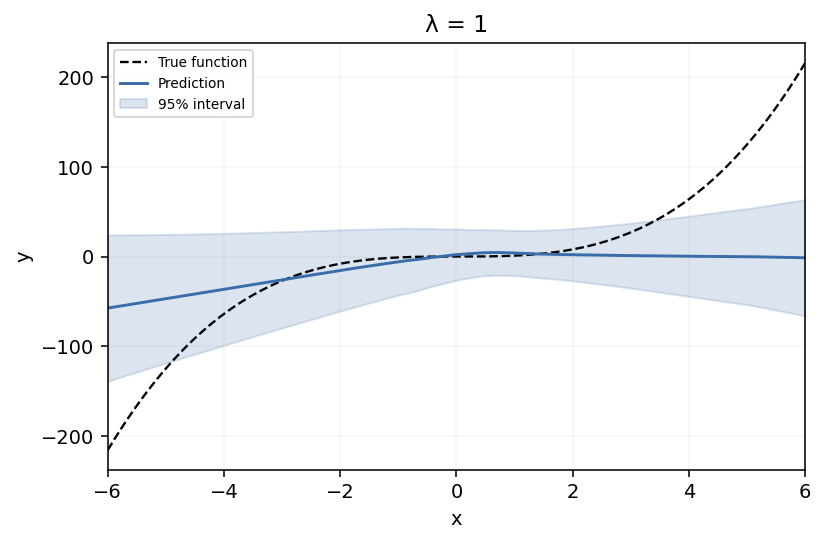 λ = 1
True function
Prediction
95% interval
200
100
0
−100
−200
y
−6
−4
−2
0
2
4
6
x